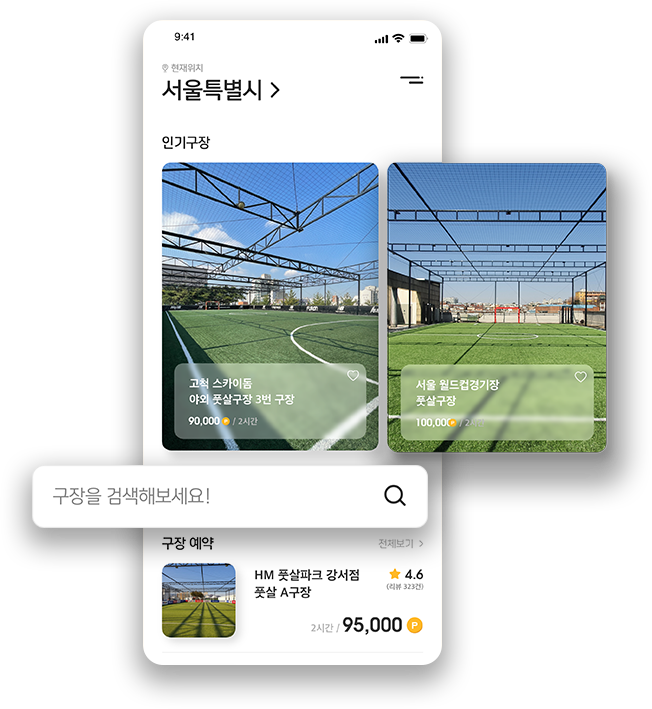 9:41
현재위치
서울특별시
인기구장
고척 스카이돔
야외 풋살구장 3번 구장
90,000 P / 2시간
서울 월드컵경기장
풋살구장
100,000 P / 2시간
구장을 검색해보세요!
구장 예약
전체보기
HM 풋살파크 강서점
풋살 A구장
4.6
(리뷰 323건)
2시간 / 95,000 P